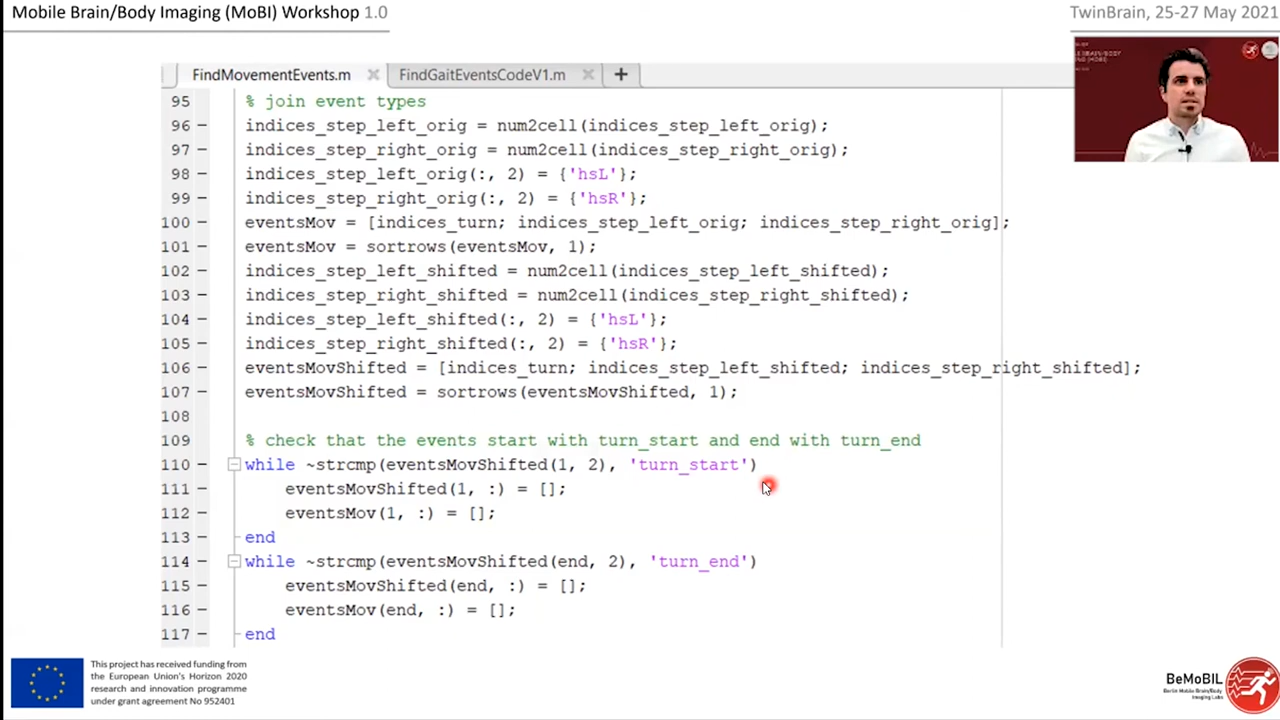 Mobile Brain/Body Imaging (MoBI) Workshop 1.0
TwinBrain, 25-27 May 2021
FindMovementEvents.m × FindGaitEventsCodeV1.m × +
95 % join event types
96 – indices_step_left_orig = num2cell(indices_step_left_orig);
97 – indices_step_right_orig = num2cell(indices_step_right_orig);
98 – indices_step_left_orig(:, 2) = {'hsL'};
99 – indices_step_right_orig(:, 2) = {'hsR'};
100 – eventsMov = [indices_turn; indices_step_left_orig; indices_step_right_orig];
101 – eventsMov = sortrows(eventsMov, 1);
102 – indices_step_left_shifted = num2cell(indices_step_left_shifted);
103 – indices_step_right_shifted = num2cell(indices_step_right_shifted);
104 – indices_step_left_shifted(:, 2) = {'hsL'};
105 – indices_step_right_shifted(:, 2) = {'hsR'};
106 – eventsMovShifted = [indices_turn; indices_step_left_shifted; indices_step_right_shifted];
107 – eventsMovShifted = sortrows(eventsMovShifted, 1);
108
109 % check that the events start with turn_start and end with turn_end
110 – while ~strcmp(eventsMovShifted(1, 2), 'turn_start')
111 – eventsMovShifted(1, :) = [];
112 – eventsMov(1, :) = [];
113 – end
114 – while ~strcmp(eventsMovShifted(end, 2), 'turn_end')
115 – eventsMovShifted(end, :) = [];
116 – eventsMov(end, :) = [];
117 – end
This project has received funding from
the European Union's Horizon 2020
research and innovation programme
under grant agreement No 952401
BeMoBIL
Berlin Mobile Brain/Body
Imaging Labs